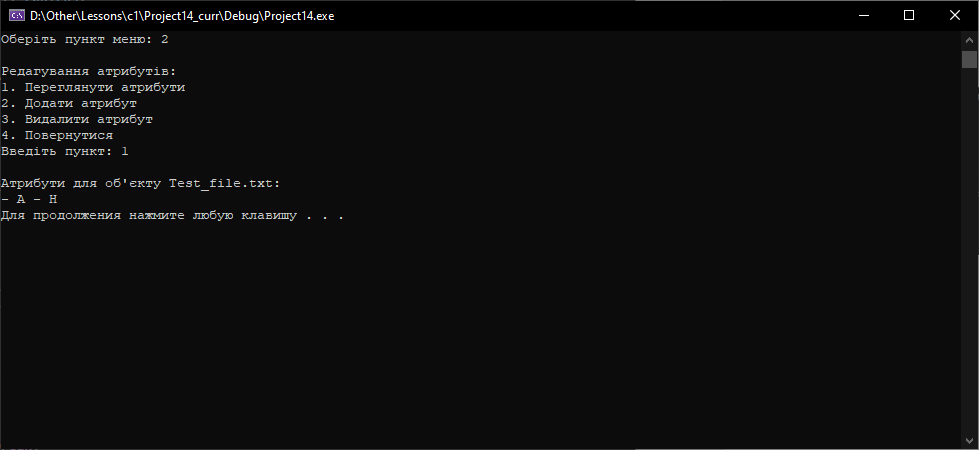 D:\Other\Lessons\c1\Project14_curr\Debug\Project14.exe
Оберіть пункт меню: 2
Редагування атрибутів:
1. Переглянути атрибути
2. Додати атрибут
3. Видалити атрибут
4. Повернутися
Введіть пункт: 1
Атрибути для об'єкту Test_file.txt:
- A - H
Для продолжения нажмите любую клавишу . . .